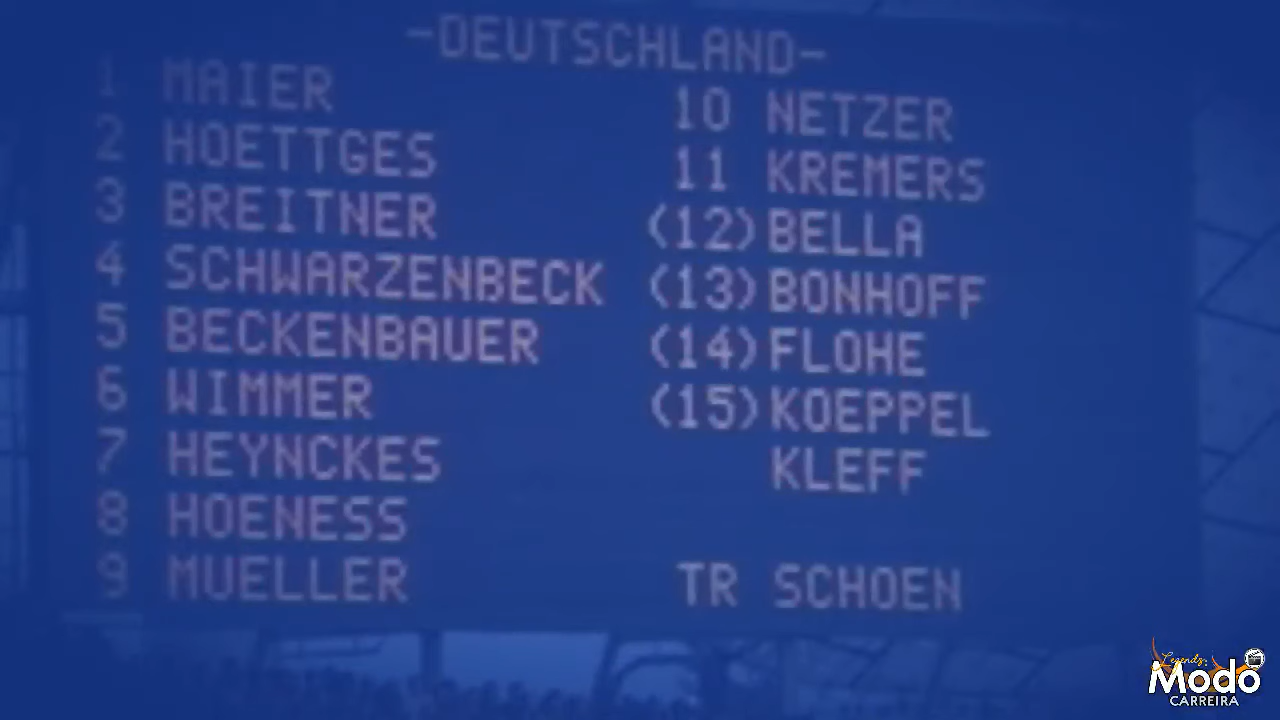 -DEUTSCHLAND-
1 MAIER
2 HOETTGES
3 BREITNER
4 SCHWARZENBECK
5 BECKENBAUER
6 WIMMER
7 HEYNCKES
8 HOENESS
9 MUELLER
10 NETZER
11 KREMERS
(12) BELLA
(13) BONHOFF
(14) FLOHE
(15) KOEPPEL
KLEFF
TR SCHOEN
Legends
Modo
CARREIRA